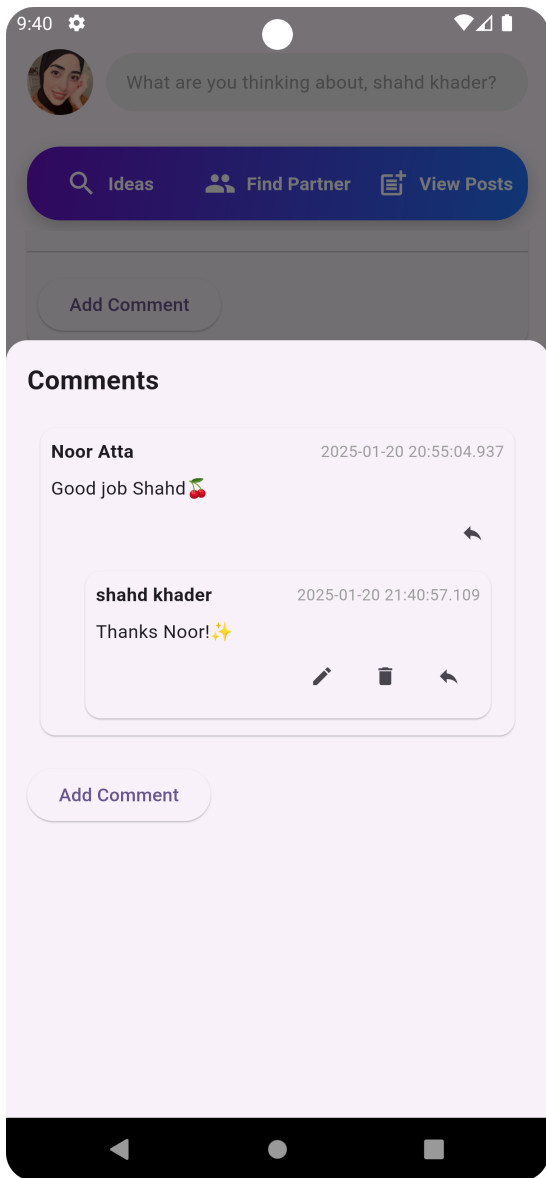 9:40
What are you thinking about, shahd khader?
Ideas
Find Partner
View Posts
Add Comment
Comments
Noor Atta 2025-01-20 20:55:04.937
Good job Shahd🍒
shahd khader 2025-01-20 21:40:57.109
Thanks Noor!✨
Add Comment